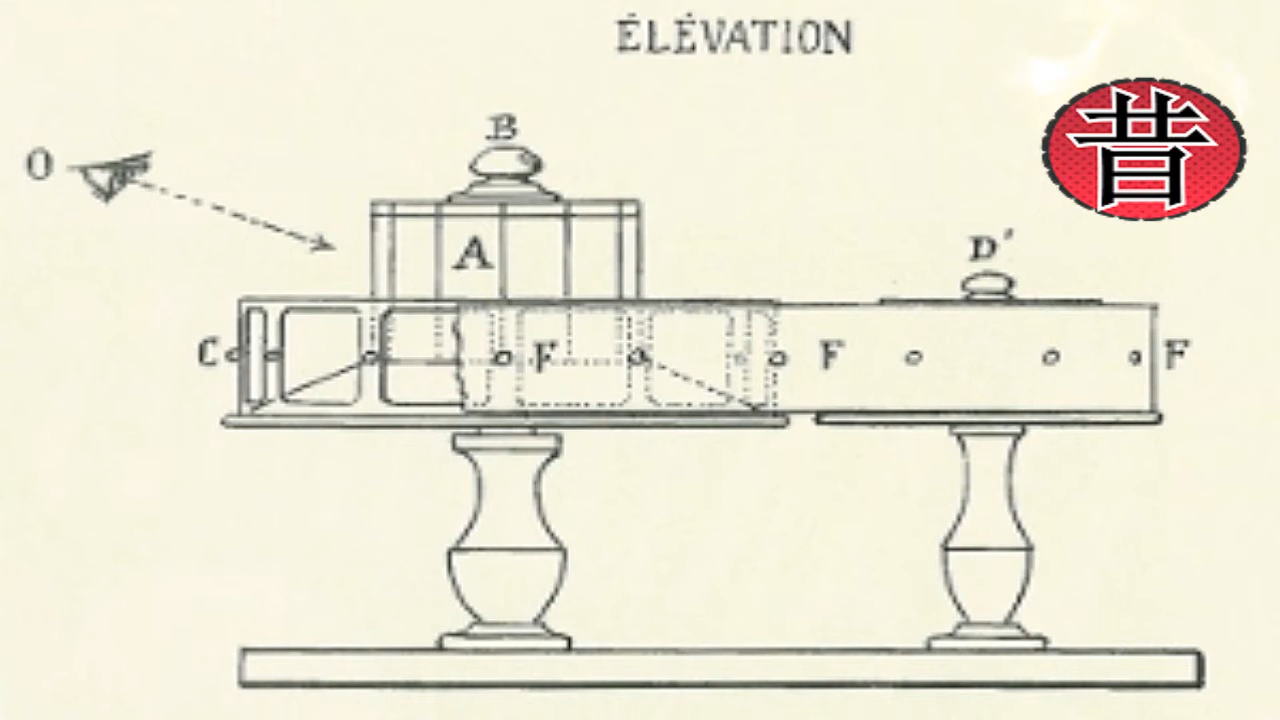 ÉLÉVATION
昔
B
O
A
D'
C F F F